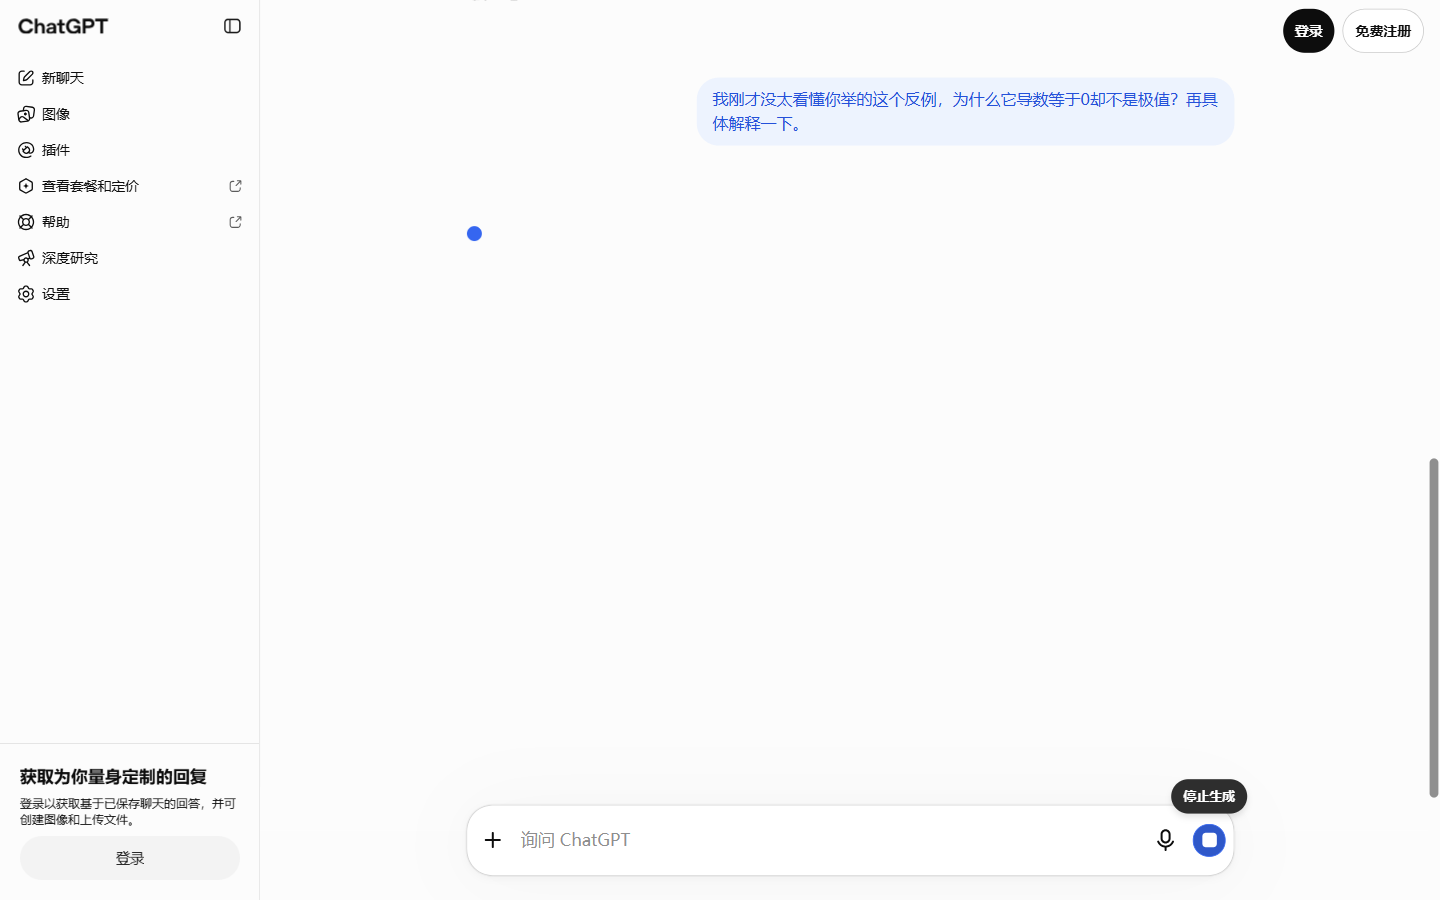 ChatGPT
新聊天
图像
插件
查看套餐和定价
帮助
深度研究
设置
获取为你量身定制的回复
登录以获取基于已保存聊天的回答，并可
创建图像和上传文件。
登录
登录
免费注册
我刚才没太看懂你举的这个反例，为什么它导数等于0却不是极值？再具
体解释一下。
停止生成
询问 ChatGPT